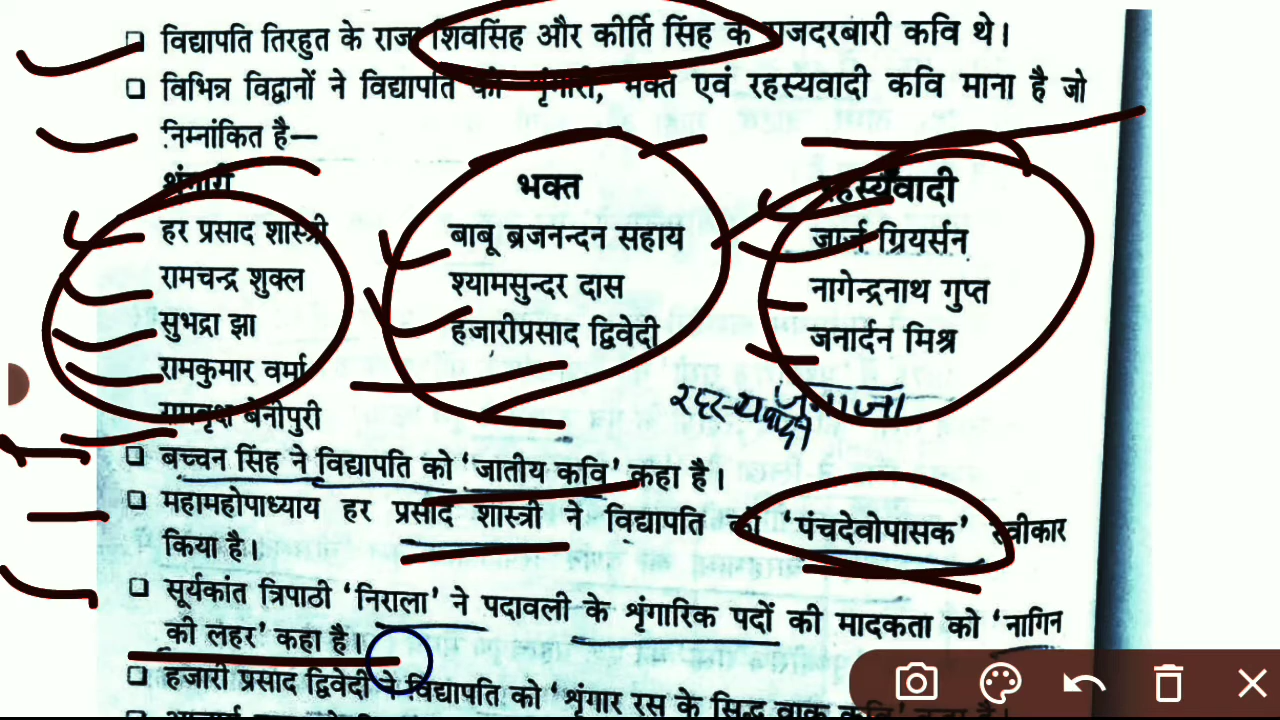 विद्यापति तिरहुत के राजा शिवसिंह और कीर्ति सिंह के राजदरबारी कवि थे।
विभिन्न विद्वानों ने विद्यापति को शृंगारी, भक्त एवं रहस्यवादी कवि माना है जो
निम्नांकित है—
शृंगारी भक्त रहस्यवादी
हर प्रसाद शास्त्री बाबू ब्रजनन्दन सहाय जार्ज ग्रियर्सन
रामचन्द्र शुक्ल श्यामसुन्दर दास नागेन्द्रनाथ गुप्त
सुभद्रा झा हजारीप्रसाद द्विवेदी जनार्दन मिश्र
रामकुमार वर्मा
रामवृक्ष बेनीपुरी
रहस्यवादी
बच्चन सिंह ने विद्यापति को 'जातीय कवि' कहा है।
महामहोपाध्याय हर प्रसाद शास्त्री ने विद्यापति को 'पंचदेवोपासक' स्वीकार
किया है।
सूर्यकांत त्रिपाठी 'निराला' ने पदावली के शृंगारिक पदों की मादकता को 'नागिन
की लहर' कहा है।
हजारी प्रसाद द्विवेदी ने विद्यापति को 'शृंगार रस के सिद्ध वाक् कवि' कहा है।